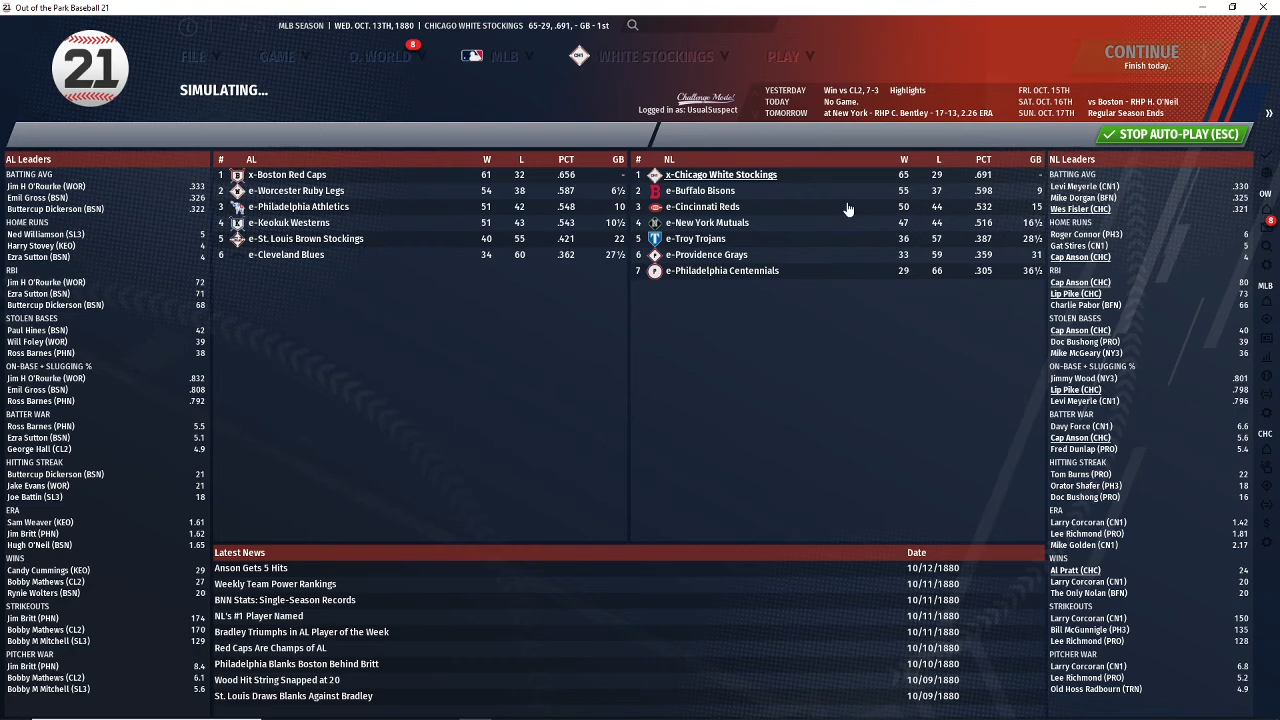 21 Out of the Park Baseball 21
MLB SEASON | WED. OCT. 13TH, 1880 | CHICAGO WHITE STOCKINGS 65-29, .691, - GB - 1st
21
FILE GAME O. WORLD 8 MLB CH1 WHITE STOCKINGS PLAY
CONTINUE
Finish today.
SIMULATING...
Challenge Mode!
Logged in as: UsualSuspect
YESTERDAY Win vs CL2, 7-3 Highlights FRI. OCT. 15TH
TODAY No Game. SAT. OCT. 16TH vs Boston - RHP H. O'Neil
TOMORROW at New York - RHP C. Bentley - 17-13, 2.26 ERA SUN. OCT. 17TH Regular Season Ends
STOP AUTO-PLAY (ESC)
AL Leaders
BATTING AVG
Jim H O'Rourke (WOR) .333
Emil Gross (BSN) .326
Buttercup Dickerson (BSN) .322
HOME RUNS
Ned Williamson (SL3) 5
Harry Stovey (KEO) 4
Ezra Sutton (BSN) 4
RBI
Jim H O'Rourke (WOR) 72
Ezra Sutton (BSN) 71
Buttercup Dickerson (BSN) 68
STOLEN BASES
Paul Hines (BSN) 42
Will Foley (WOR) 39
Ross Barnes (PHN) 38
ON-BASE + SLUGGING %
Jim H O'Rourke (WOR) .832
Emil Gross (BSN) .808
Ross Barnes (PHN) .792
BATTER WAR
Ross Barnes (PHN) 5.5
Ezra Sutton (BSN) 5.1
George Hall (CL2) 4.9
HITTING STREAK
Buttercup Dickerson (BSN) 21
Jake Evans (WOR) 21
Joe Battin (SL3) 18
ERA
Sam Weaver (KEO) 1.61
Jim Britt (PHN) 1.62
Hugh O'Neil (BSN) 1.65
WINS
Candy Cummings (KEO) 29
Bobby Mathews (CL2) 27
Rynie Wolters (BSN) 20
STRIKEOUTS
Jim Britt (PHN) 174
Bobby Mathews (CL2) 170
Bobby M Mitchell (SL3) 129
PITCHER WAR
Jim Britt (PHN) 8.4
Bobby Mathews (CL2) 6.1
Bobby M Mitchell (SL3) 5.6
# AL W L PCT GB
1 x-Boston Red Caps 61 32 .656 -
2 e-Worcester Ruby Legs 54 38 .587 6½
3 e-Philadelphia Athletics 51 42 .548 10
4 e-Keokuk Westerns 51 43 .543 10½
5 e-St. Louis Brown Stockings 40 55 .421 22
6 e-Cleveland Blues 34 60 .362 27½
# NL W L PCT GB
1 x-Chicago White Stockings 65 29 .691 -
2 e-Buffalo Bisons 55 37 .598 9
3 e-Cincinnati Reds 50 44 .532 15
4 e-New York Mutuals 47 44 .516 16½
5 e-Troy Trojans 36 57 .387 28½
6 e-Providence Grays 33 59 .359 31
7 e-Philadelphia Centennials 29 66 .305 36½
Latest News Date
Anson Gets 5 Hits 10/12/1880
Weekly Team Power Rankings 10/11/1880
BNN Stats: Single-Season Records 10/11/1880
NL's #1 Player Named 10/11/1880
Bradley Triumphs in AL Player of the Week 10/11/1880
Red Caps Are Champs of AL 10/10/1880
Philadelphia Blanks Boston Behind Britt 10/10/1880
Wood Hit String Snapped at 20 10/09/1880
St. Louis Draws Blanks Against Bradley 10/09/1880
NL Leaders
BATTING AVG
Levi Meyerle (CN1) .330
Mike Dorgan (BFN) .325
Wes Fisler (CHC) .321
HOME RUNS
Roger Connor (PH3) 6
Gat Stires (CN1) 5
Cap Anson (CHC) 4
RBI
Cap Anson (CHC) 80
Lip Pike (CHC) 73
Charlie Pabor (BFN) 66
STOLEN BASES
Cap Anson (CHC) 40
Doc Bushong (PRO) 39
Mike McGeary (NY3) 36
ON-BASE + SLUGGING %
Jimmy Wood (NY3) .801
Lip Pike (CHC) .798
Levi Meyerle (CN1) .796
BATTER WAR
Davy Force (CN1) 6.6
Cap Anson (CHC) 5.6
Fred Dunlap (PRO) 5.4
HITTING STREAK
Tom Burns (PRO) 22
Orator Shafer (PH3) 18
Doc Bushong (PRO) 16
ERA
Larry Corcoran (CN1) 1.42
Lee Richmond (PRO) 1.81
Mike Golden (CN1) 2.17
WINS
Al Pratt (CHC) 24
Larry Corcoran (CN1) 20
The Only Nolan (BFN) 20
STRIKEOUTS
Larry Corcoran (CN1) 150
Bill McGunnigle (PH3) 135
Lee Richmond (PRO) 128
PITCHER WAR
Larry Corcoran (CN1) 6.8
Lee Richmond (PRO) 5.2
Old Hoss Radbourn (TRN) 4.9
OW
8
MLB
CHC